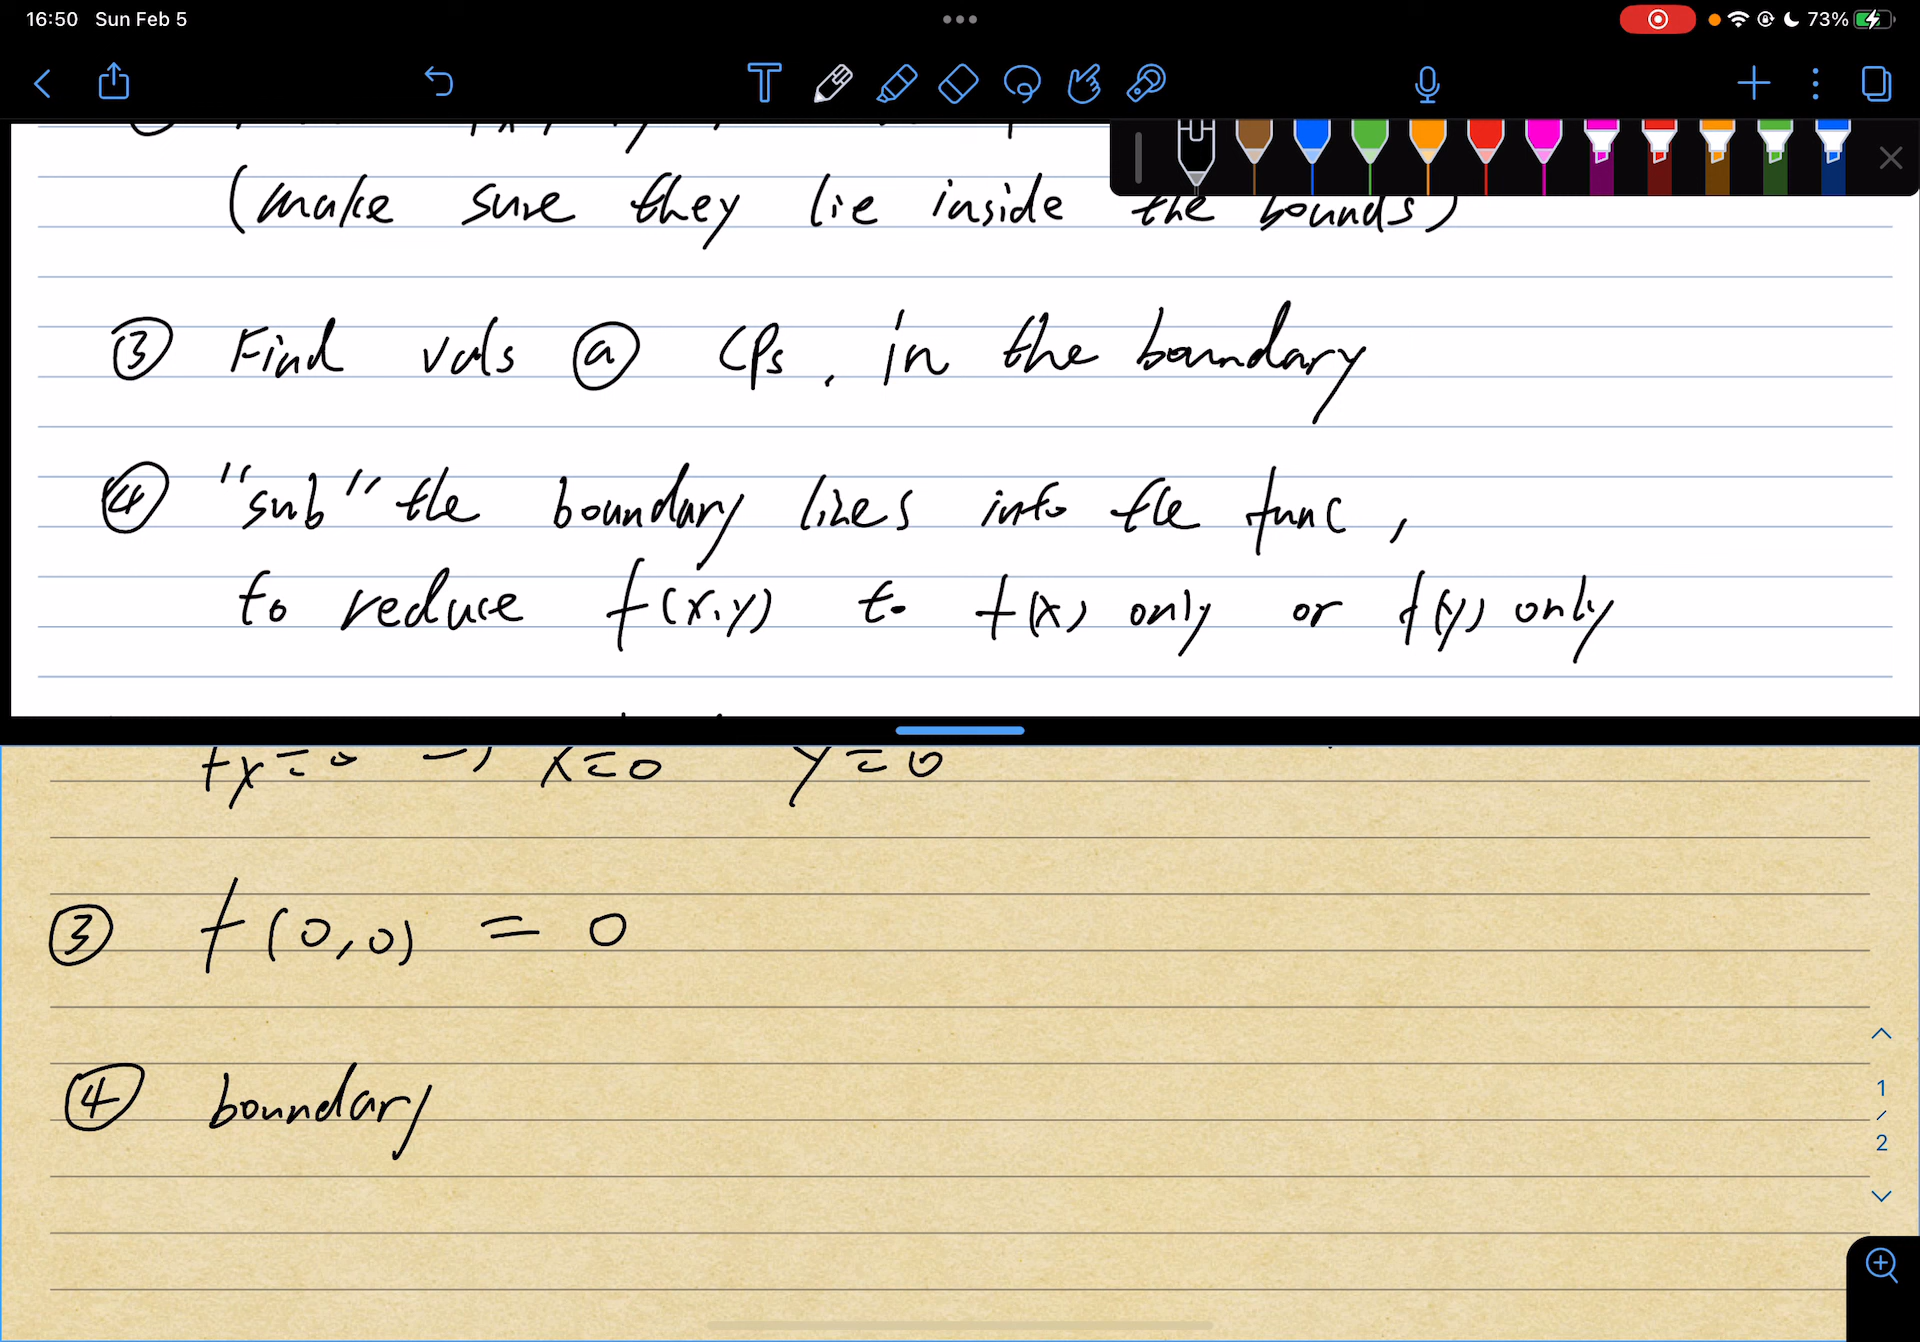 16:50 Sun Feb 5
73%
(make sure they lie inside the bounds)
③ Find vals @ CPs, in the boundary
④ "sub" the boundary lines into the func,
to reduce f(x,y) to f(x) only or f(y) only
fx=0 → x=0 y=0
③ f(0,0) = 0
④ boundary
1
/
2